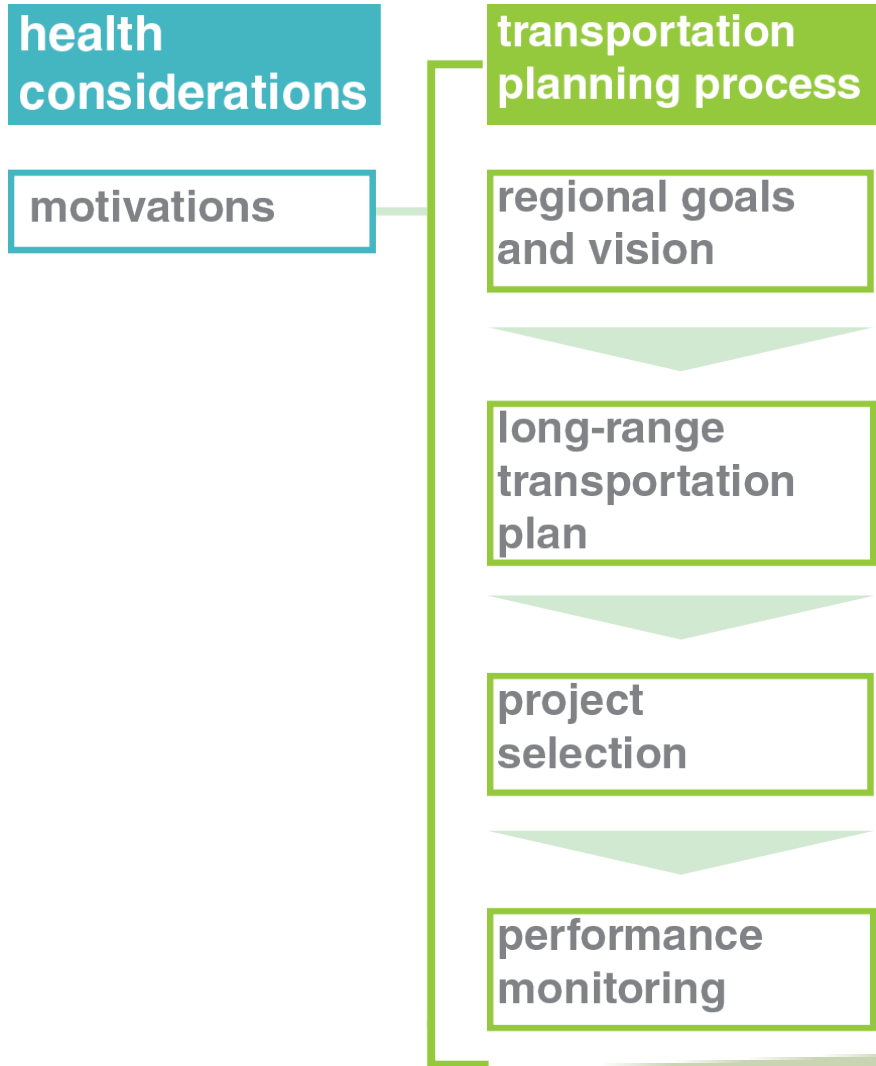 health
considerations
transportation
planning process
motivations
regional goals
and vision
long-range
transportation
plan
project
selection
performance
monitoring